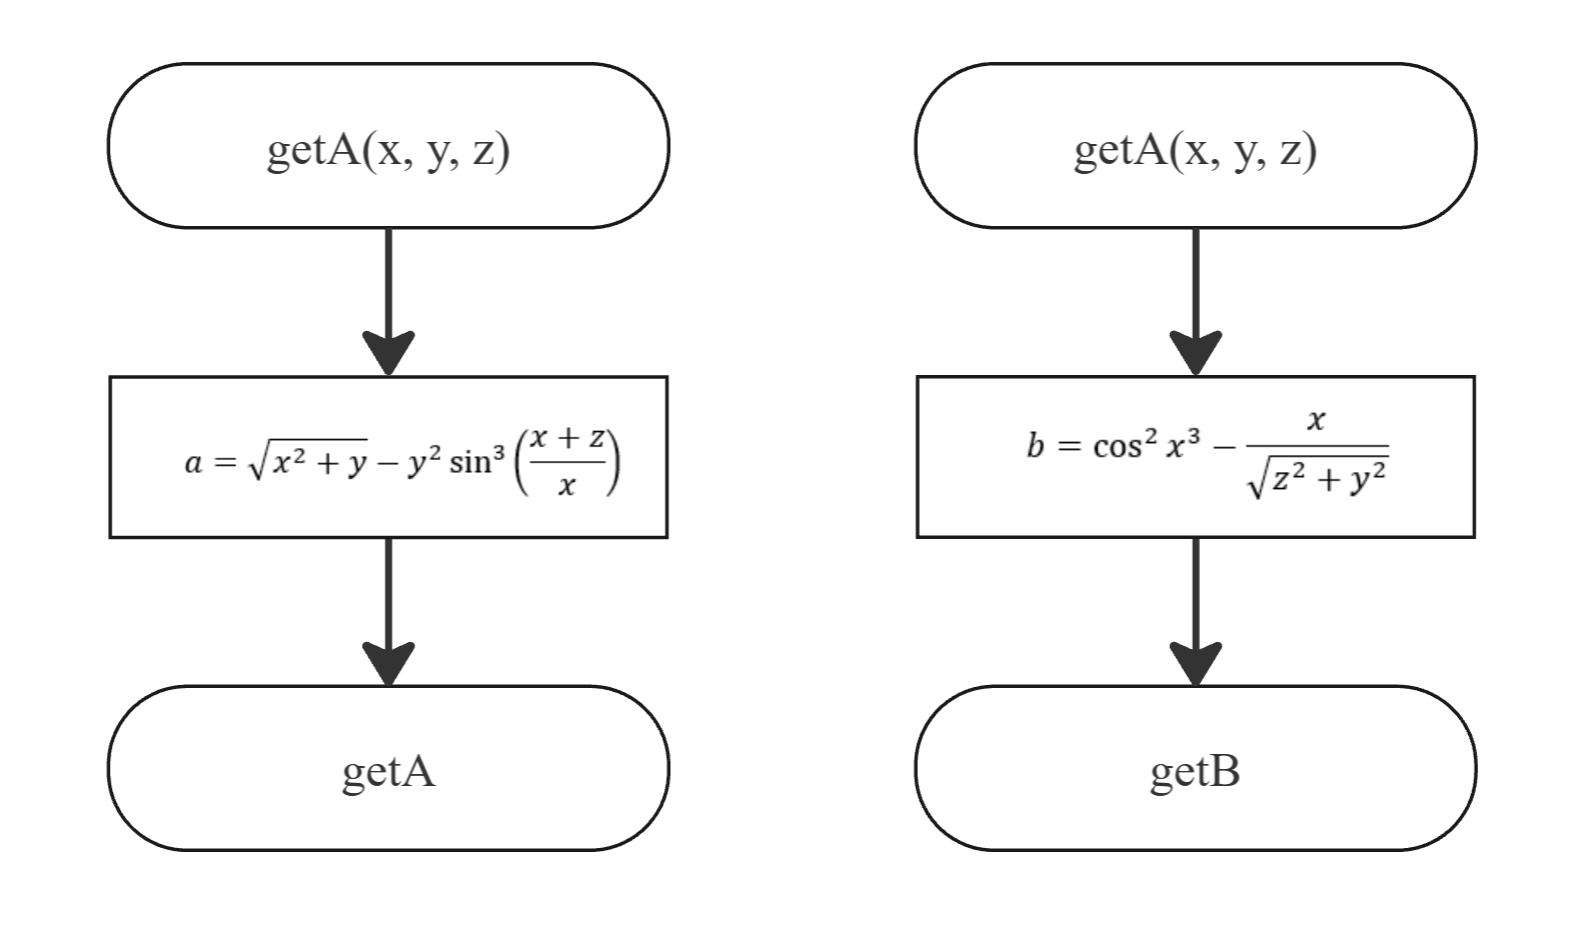 getA(x, y, z)
a = √(x² + y) − y² sin³ ((x + z)/x)
getA
getA(x, y, z)
b = cos² x³ − x/√(z² + y²)
getB